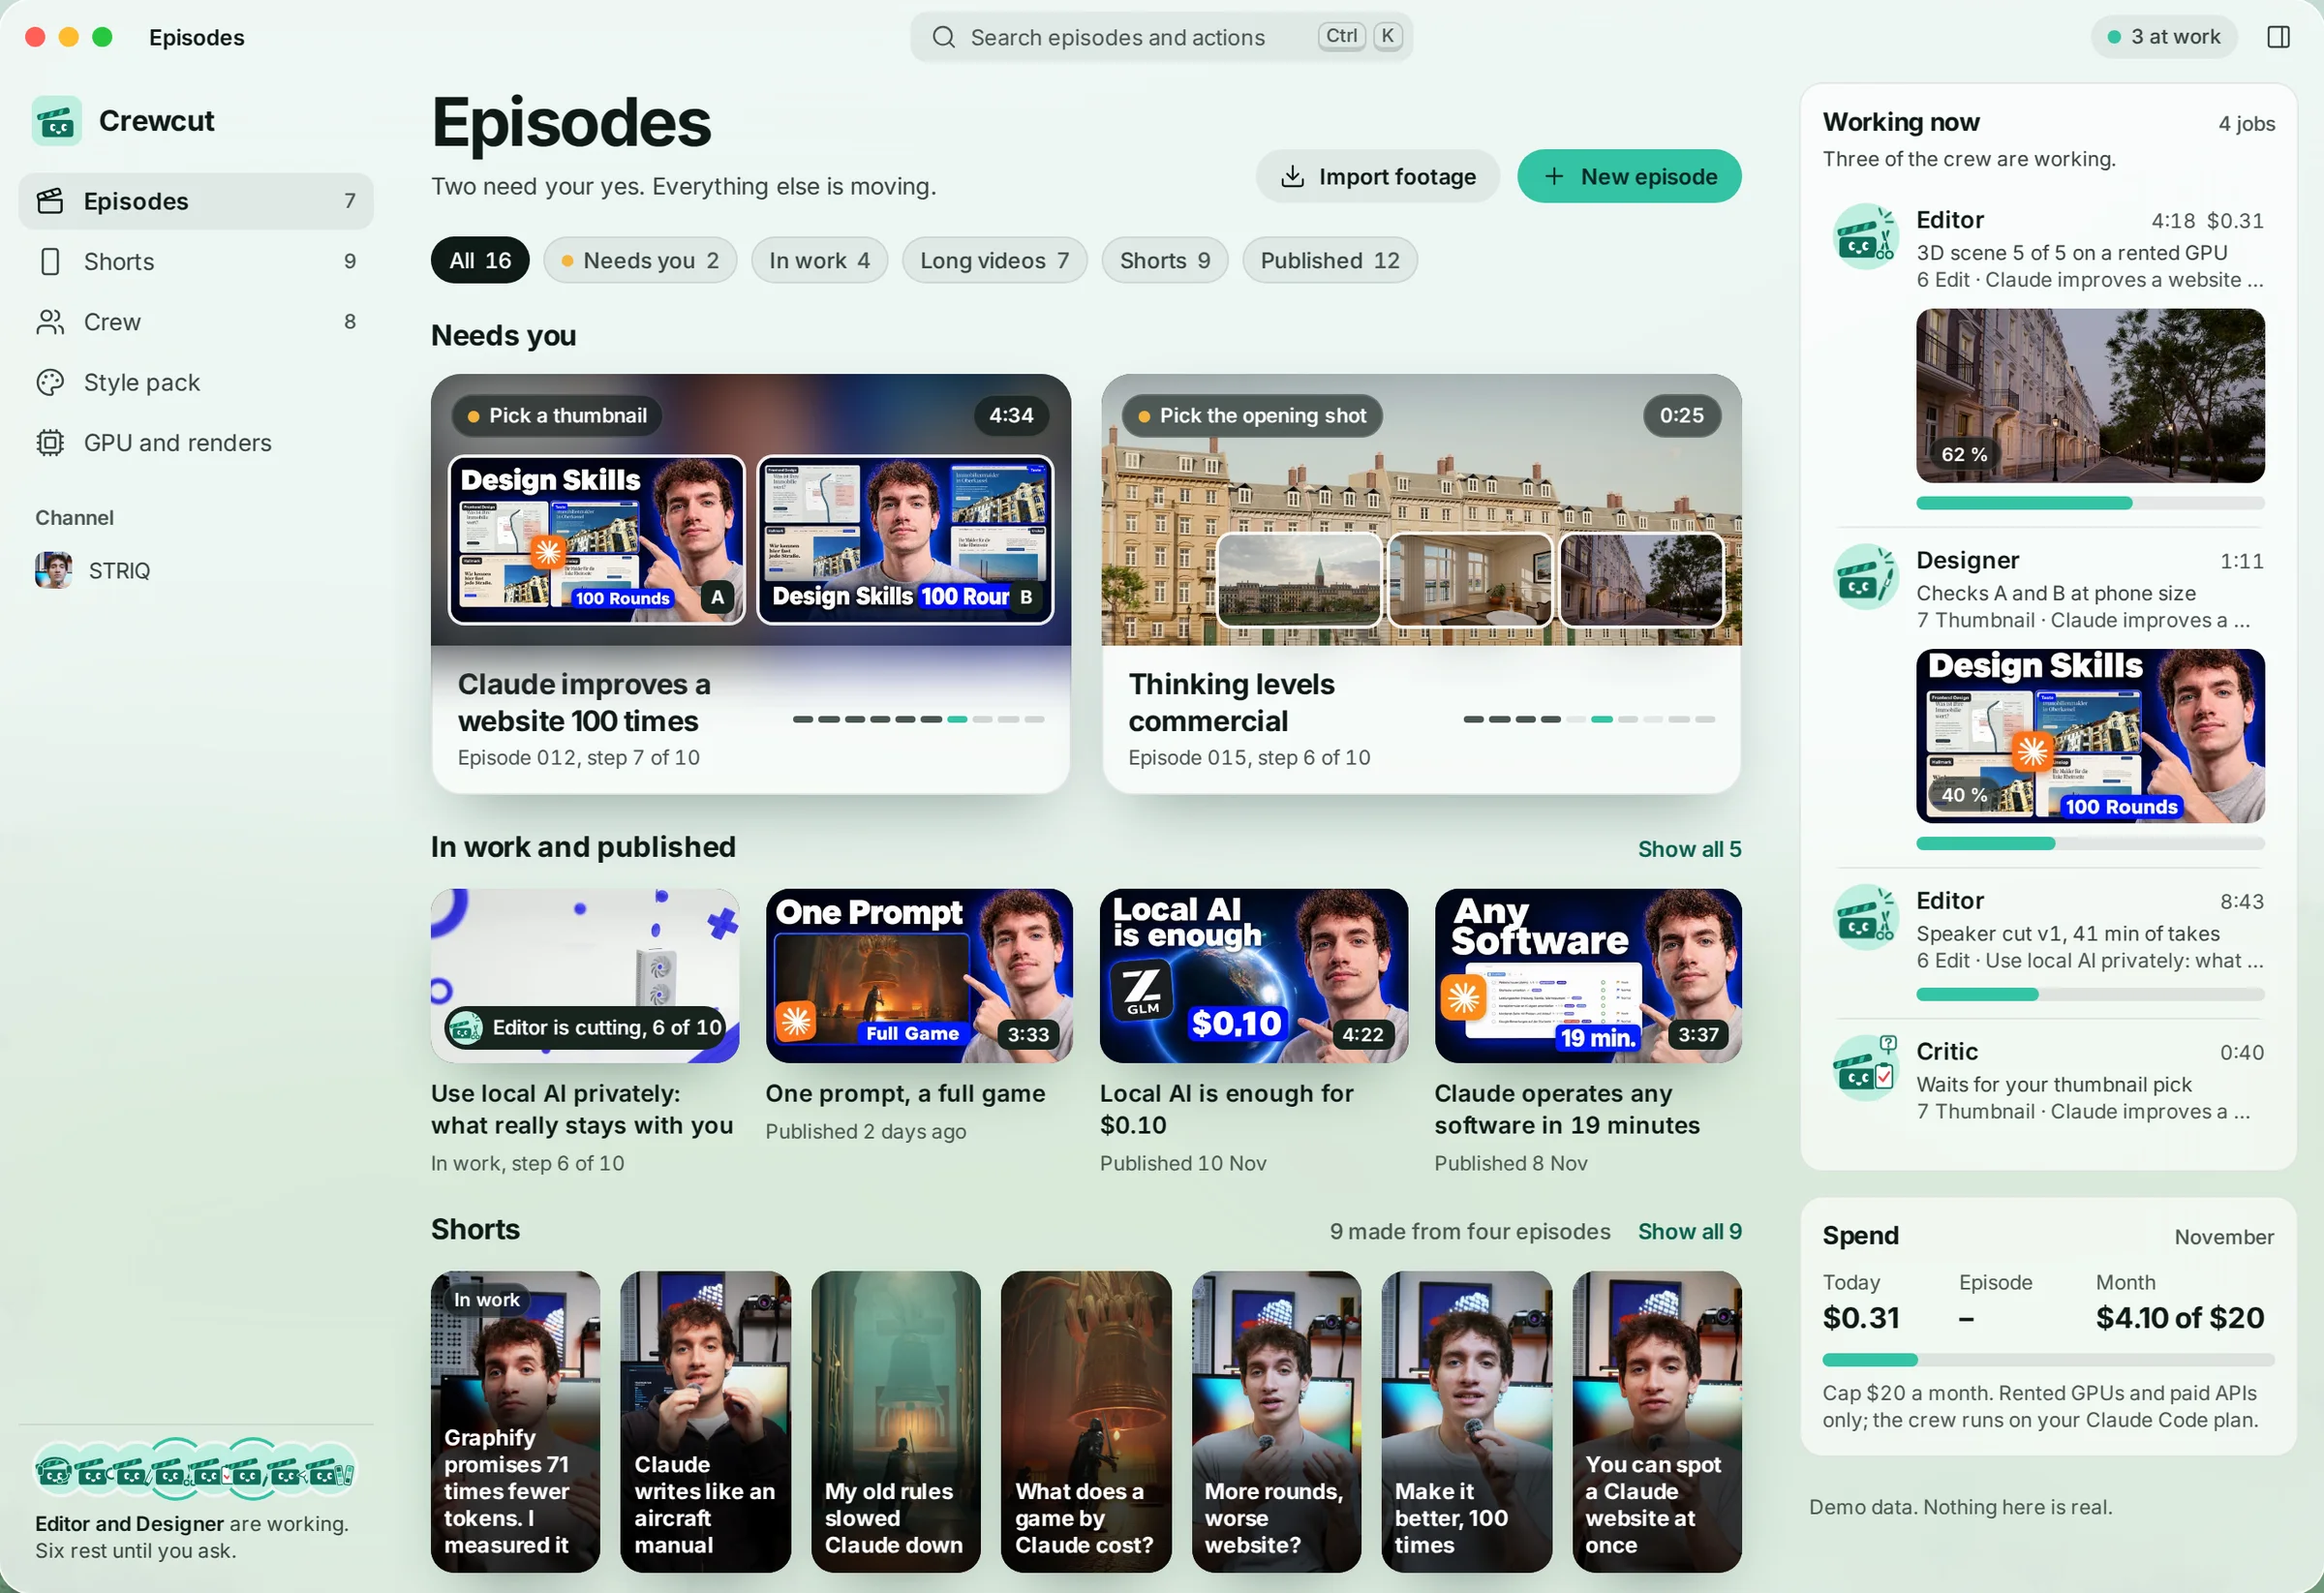 Episodes
Search episodes and actions
Ctrl K
3 at work
Crewcut
Episodes 7
Shorts 9
Crew 8
Style pack
GPU and renders
Channel
STRIQ
Editor and Designer are working.
Six rest until you ask.
Episodes
Two need your yes. Everything else is moving.
Import footage
New episode
All 16
Needs you 2
In work 4
Long videos 7
Shorts 9
Published 12
Needs you
Pick a thumbnail
4:34
Design Skills
100 Rounds
A
Design Skills 100 Roun
B
Claude improves a
website 100 times
Episode 012, step 7 of 10
Pick the opening shot
0:25
Thinking levels
commercial
Episode 015, step 6 of 10
In work and published
Show all 5
Editor is cutting, 6 of 10
Use local AI privately:
what really stays with you
In work, step 6 of 10
One Prompt
Full Game
3:33
One prompt, a full game
Published 2 days ago
Local AI
is enough
Z
GLM
$0.10
4:22
Local AI is enough for
$0.10
Published 10 Nov
Any
Software
19 min.
3:37
Claude operates any
software in 19 minutes
Published 8 Nov
Shorts
9 made from four episodes
Show all 9
In work
Graphify
promises 71
times fewer
tokens. I
measured it
Claude
writes like an
aircraft
manual
My old rules
slowed
Claude down
What does a
game by
Claude cost?
More rounds,
worse
website?
Make it
better, 100
times
You can spot
a Claude
website at
once
Working now
4 jobs
Three of the crew are working.
Editor
4:18 $0.31
3D scene 5 of 5 on a rented GPU
6 Edit · Claude improves a website ...
62 %
Designer
1:11
Checks A and B at phone size
7 Thumbnail · Claude improves a ...
Design Skills
40 %
100 Rounds
Editor
8:43
Speaker cut v1, 41 min of takes
6 Edit · Use local AI privately: what ...
Critic
0:40
Waits for your thumbnail pick
7 Thumbnail · Claude improves a ...
Spend
November
Today
$0.31
Episode
–
Month
$4.10 of $20
Cap $20 a month. Rented GPUs and paid APIs
only; the crew runs on your Claude Code plan.
Demo data. Nothing here is real.